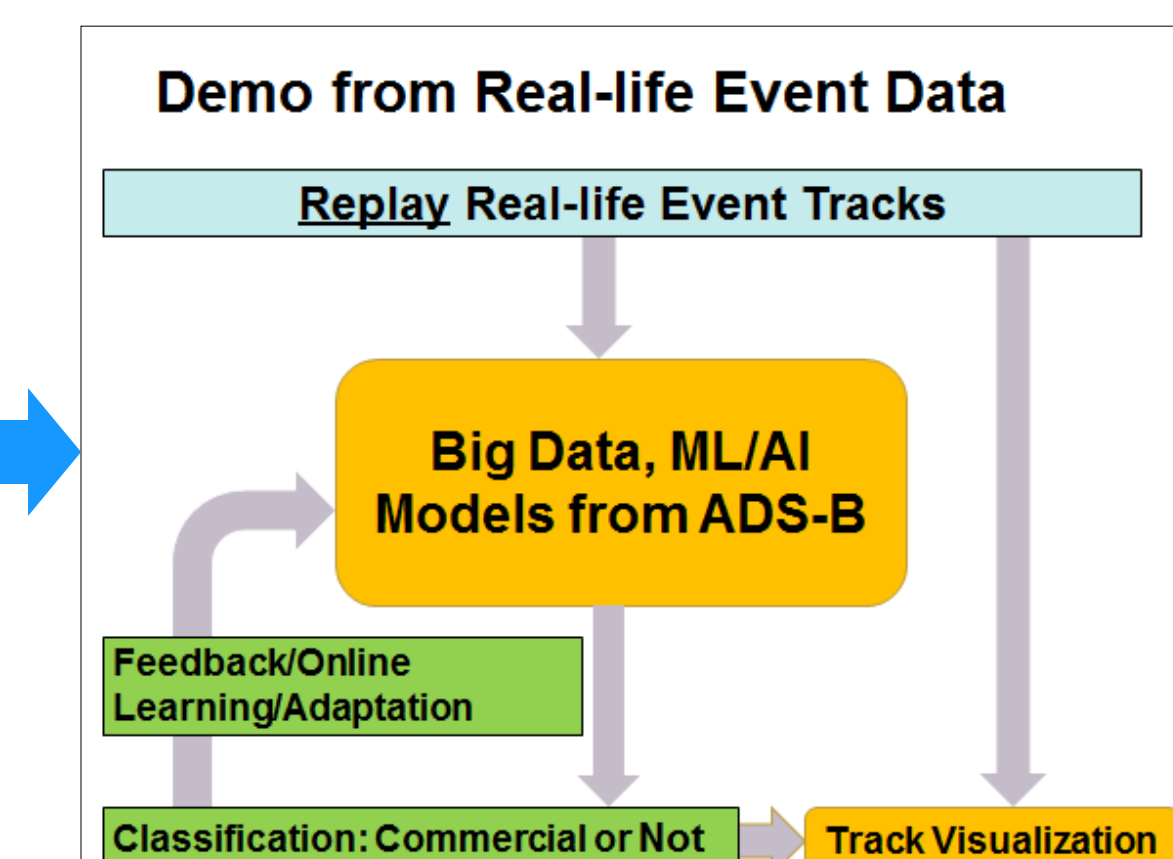 Demo from Real-life Event Data
Replay Real-life Event Tracks
Big Data, ML/AI
Models from ADS-B
Feedback/Online
Learning/Adaptation
Classification: Commercial or Not
Track Visualization